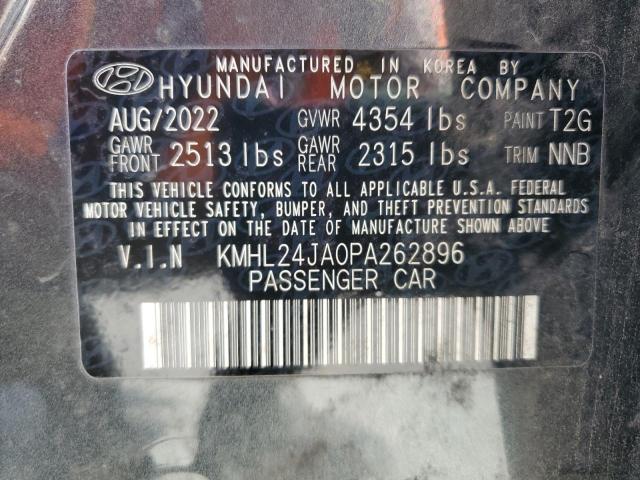 MANUFACTURED IN KOREA BY
HYUNDAI MOTOR COMPANY
AUG/2022 GVWR 4354 lbs PAINT T2G
GAWR FRONT 2513 lbs GAWR REAR 2315 lbs TRIM NNB
THIS VEHICLE CONFORMS TO ALL APPLICABLE U.S.A. FEDERAL
MOTOR VEHICLE SAFETY, BUMPER, AND THEFT PREVENTION STANDARDS
IN EFFECT ON THE DATE OF MANUFACTURE SHOWN ABOVE
V.I.N KMHL24JA0PA262896
PASSENGER CAR